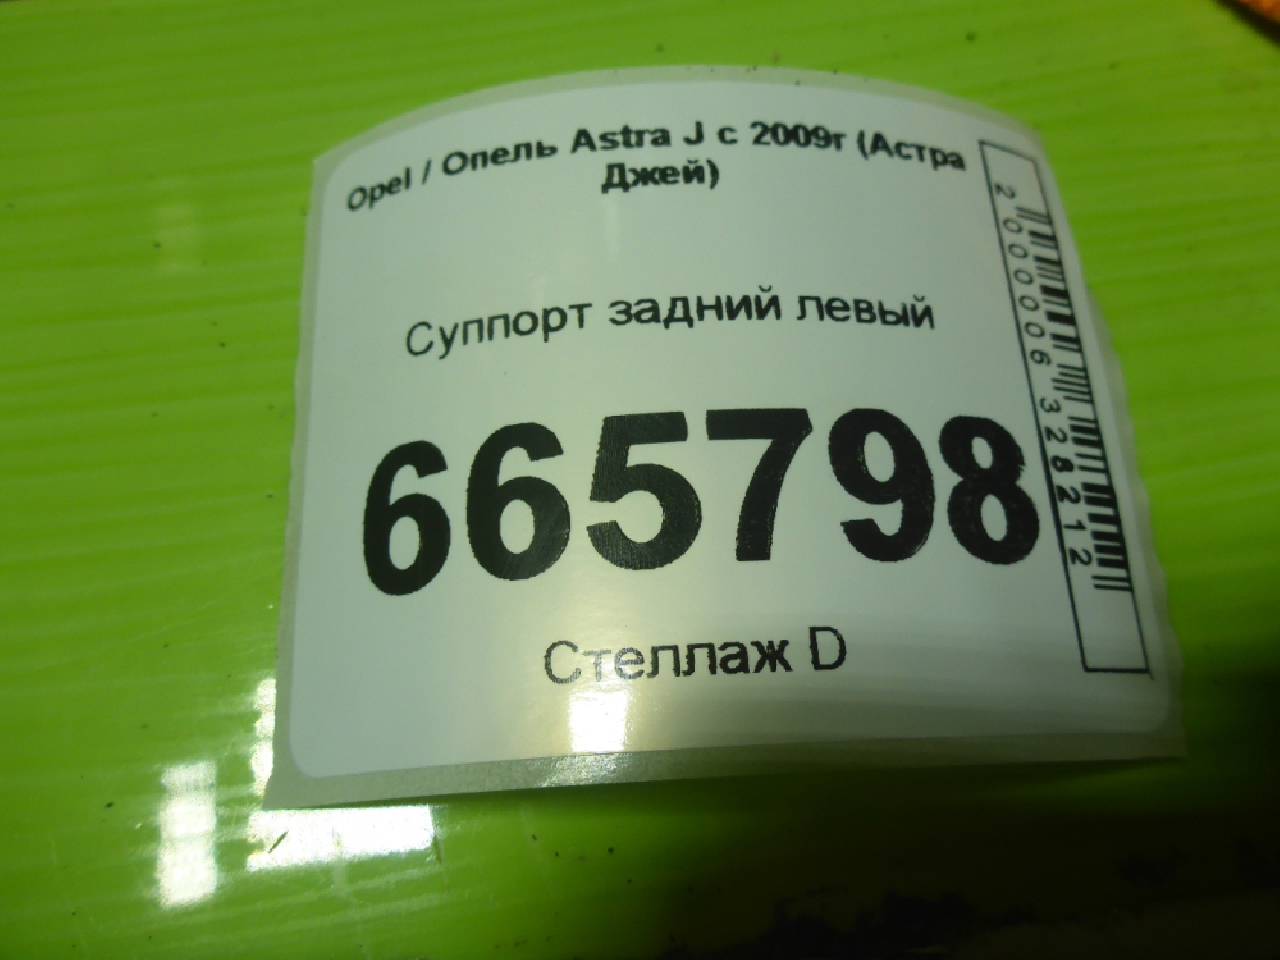 Opel / Опель Astra J с 2009г (Астра
Джей)
Суппорт задний левый
665798
Стеллаж D
2000006328212